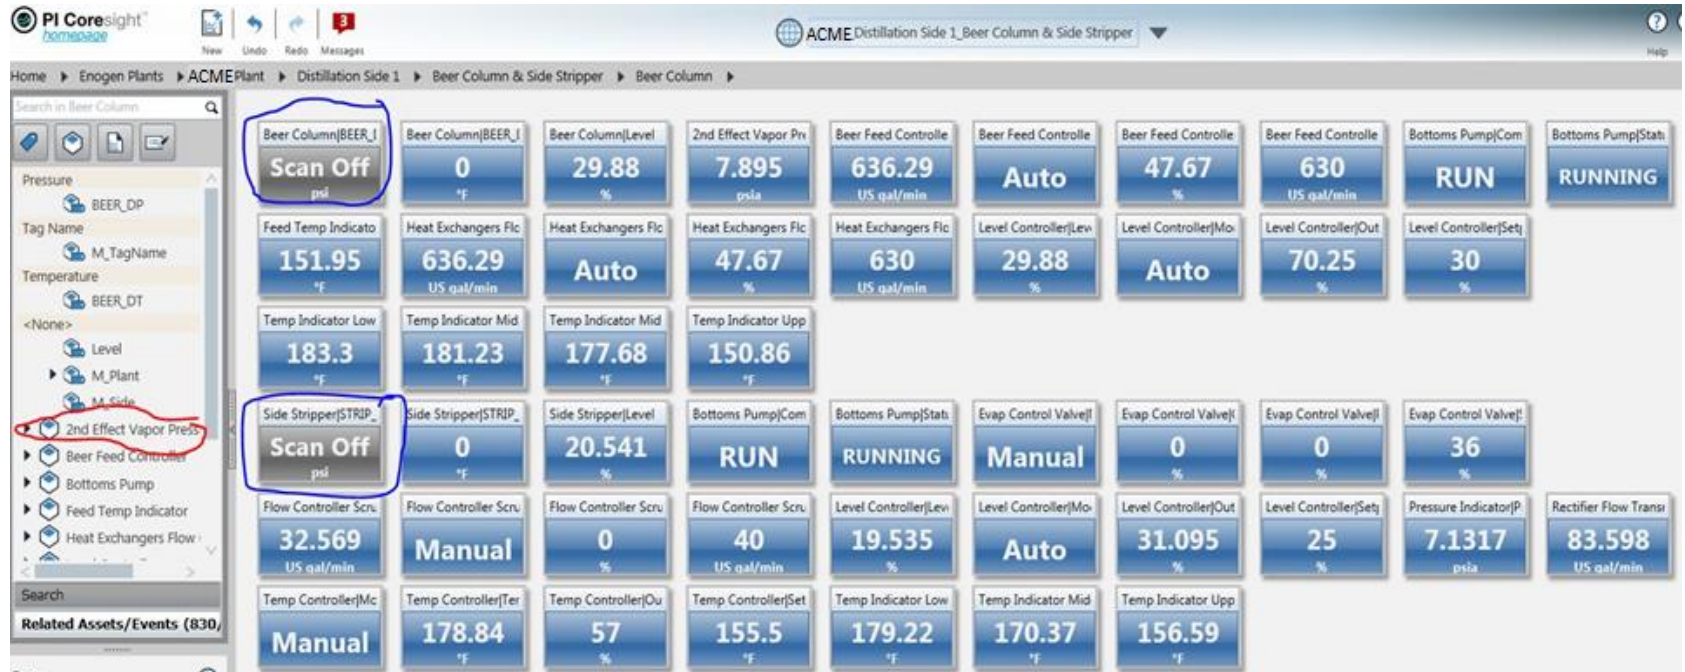 PI Coresight
homepage
New
Undo
Redo
Messages
3
ACME Distillation Side 1_Beer Column & Side Stripper
?
Help
Home Enogen Plants ACME Plant Distillation Side 1 Beer Column & Side Stripper Beer Column
Search in Beer Column
Pressure
BEER_DP
Tag Name
M_TagName
Temperature
BEER_DT
<None>
Level
M_Plant
M_Side
2nd Effect Vapor Press
Beer Feed Controller
Bottoms Pump
Feed Temp Indicator
Heat Exchangers Flow
Search
Related Assets/Events (830,
Beer Column|BEER_I Beer Column|BEER_I Beer Column|Level 2nd Effect Vapor Pre Beer Feed Controlle Beer Feed Controlle Beer Feed Controlle Beer Feed Controlle Bottoms Pump|Com Bottoms Pump|Stat
Scan Off 0 29.88 7.895 636.29 Auto 47.67 630 RUN RUNNING
psi °F % psia US gal/min % US gal/min
Feed Temp Indicato Heat Exchangers Flc Heat Exchangers Flc Heat Exchangers Flc Heat Exchangers Flc Level Controller|Lev Level Controller|Mo Level Controller|Out Level Controller|Set
151.95 636.29 Auto 47.67 630 29.88 Auto 70.25 30
°F US gal/min % US gal/min % % %
Temp Indicator Low Temp Indicator Mid Temp Indicator Mid Temp Indicator Upp
183.3 181.23 177.68 150.86
°F °F °F °F
Side Stripper|STRIP_ Side Stripper|STRIP_ Side Stripper|Level Bottoms Pump|Com Bottoms Pump|Stat Evap Control Valve| Evap Control Valve| Evap Control Valve| Evap Control Valve|
Scan Off 0 20.541 RUN RUNNING Manual 0 0 36
psi °F % % % %
Flow Controller Scru Flow Controller Scru Flow Controller Scru Flow Controller Scru Level Controller|Lev Level Controller|Mo Level Controller|Out Level Controller|Set Pressure Indicator|P Rectifier Flow Trans
32.569 Manual 0 40 19.535 Auto 31.095 25 7.1317 83.598
US gal/min % US gal/min % % % psia US gal/min
Temp Controller|Mc Temp Controller|Ter Temp Controller|Ou Temp Controller|Set Temp Indicator Low Temp Indicator Mid Temp Indicator Upp
Manual 178.84 57 155.5 179.22 170.37 156.59
°F % °F °F °F °F